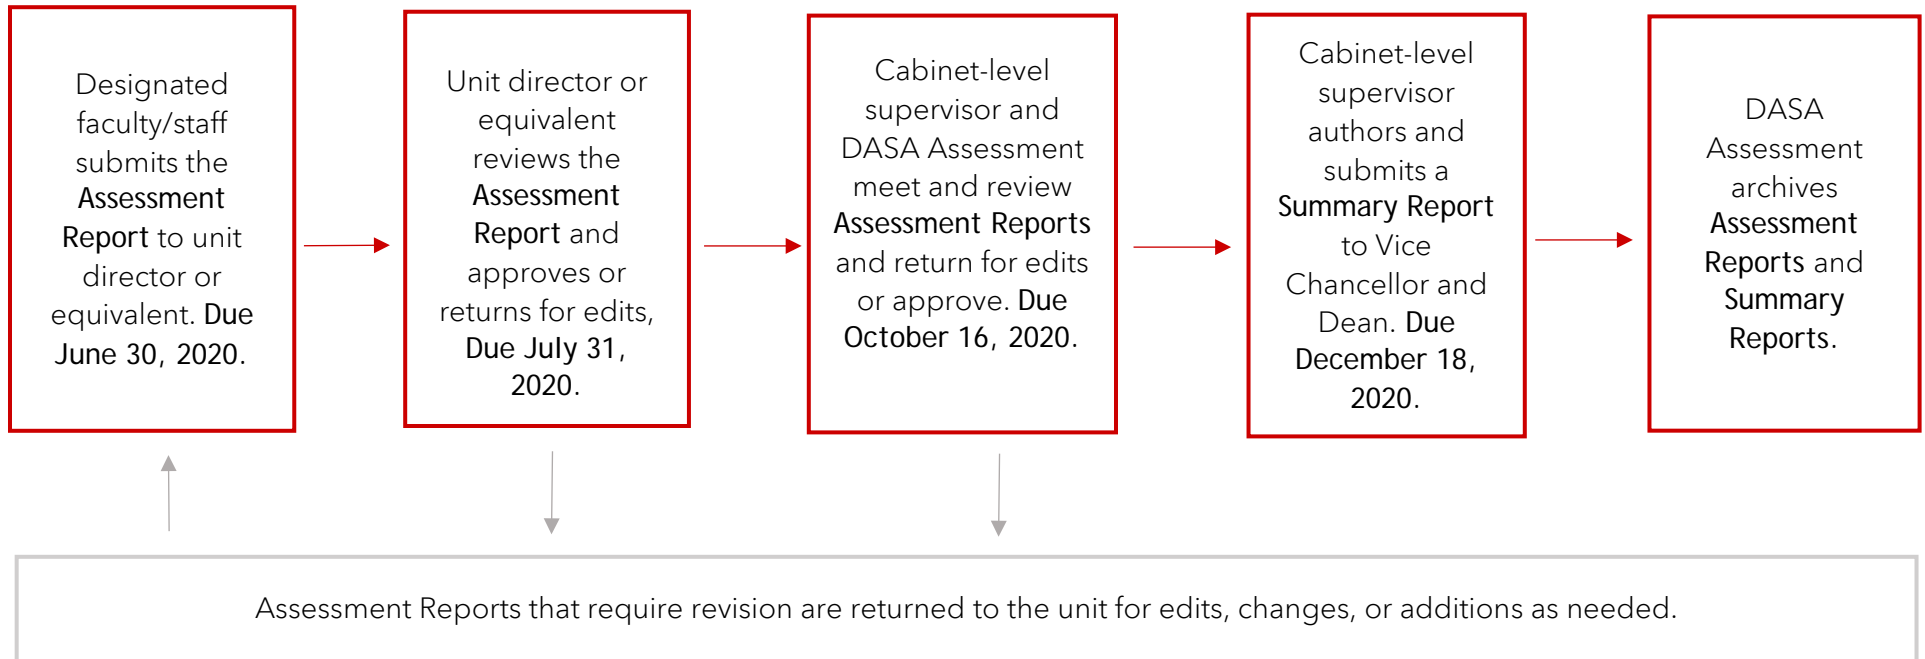 Designated
faculty/staff
submits the
Assessment
Report to unit
director or
equivalent. Due
June 30, 2020.
Unit director or
equivalent
reviews the
Assessment
Report and
approves or
returns for edits,
Due July 31,
2020.
Cabinet-level
supervisor and
DASA Assessment
meet and review
Assessment Reports
and return for edits
or approve. Due
October 16, 2020.
Cabinet-level
supervisor
authors and
submits a
Summary Report
to Vice
Chancellor and
Dean. Due
December 18,
2020.
DASA
Assessment
archives
Assessment
Reports and
Summary
Reports.
Assessment Reports that require revision are returned to the unit for edits, changes, or additions as needed.